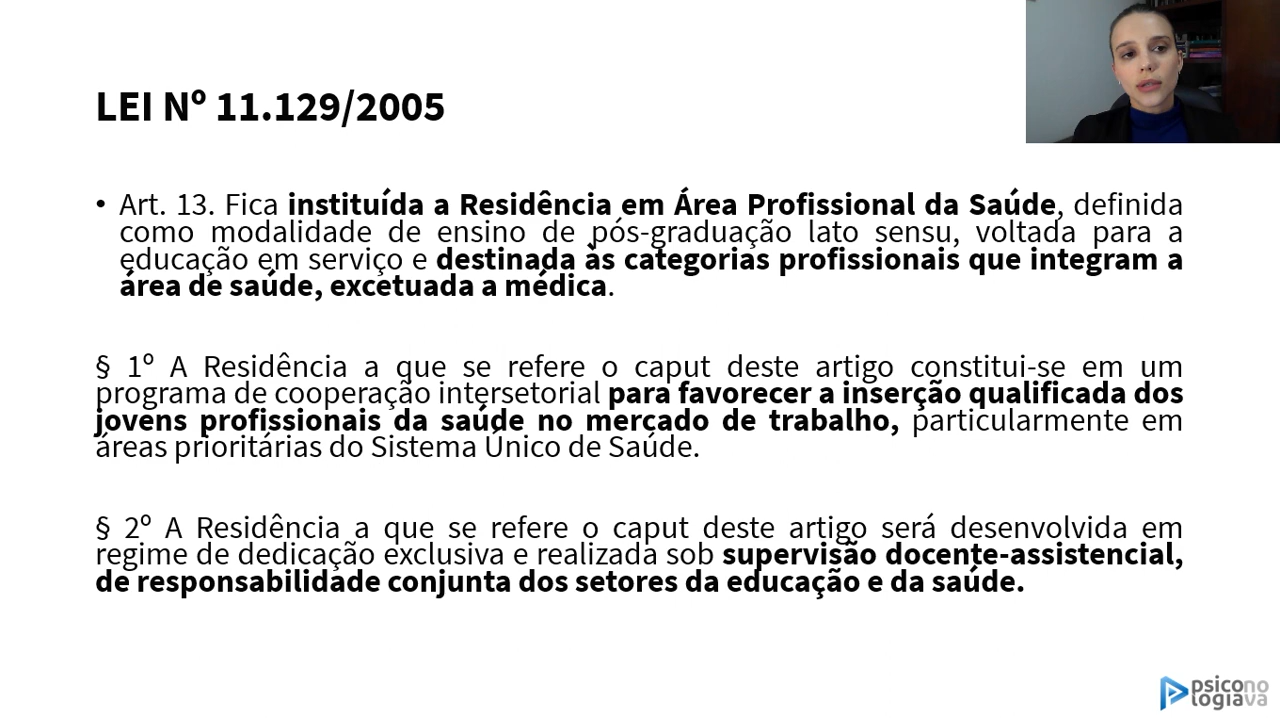 LEI Nº 11.129/2005
• Art. 13. Fica instituída a Residência em Área Profissional da Saúde, definida
como modalidade de ensino de pós-graduação lato sensu, voltada para a
educação em serviço e destinada às categorias profissionais que integram a
área de saúde, excetuada a médica.
§ 1º A Residência a que se refere o caput deste artigo constitui-se em um
programa de cooperação intersetorial para favorecer a inserção qualificada dos
jovens profissionais da saúde no mercado de trabalho, particularmente em
áreas prioritárias do Sistema Único de Saúde.
§ 2º A Residência a que se refere o caput deste artigo será desenvolvida em
regime de dedicação exclusiva e realizada sob supervisão docente-assistencial,
de responsabilidade conjunta dos setores da educação e da saúde.
psicono
logiava